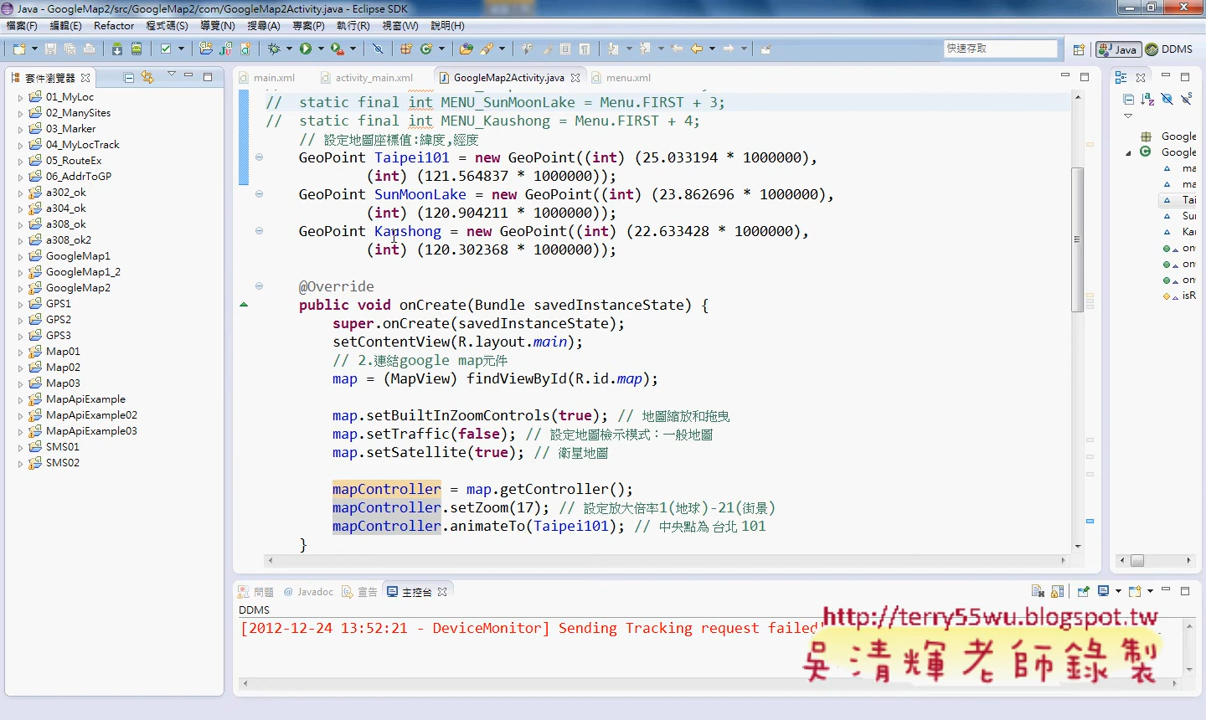 Java - GoogleMap2/src/GoogleMap2/com/GoogleMap2Activity.java - Eclipse SDK
檔案(F) 編輯(E) Refactor 程式碼(S) 導覽(N) 搜尋(A) 專案(P) 執行(R) 視窗(W) 說明(H)
快速存取 Java DDMS
套件瀏覽器
main.xml activity_main.xml GoogleMap2Activity.java menu.xml
01_MyLoc
02_ManySites
03_Marker
04_MyLocTrack
05_RouteEx
06_AddrToGP
a302_ok
a304_ok
a308_ok
a308_ok2
GoogleMap1
GoogleMap1_2
GoogleMap2
GPS1
GPS2
GPS3
Map01
Map02
Map03
MapApiExample
MapApiExample02
MapApiExample03
SMS01
SMS02
// static final int MENU_SunMoonLake = Menu.FIRST + 3;
// static final int MENU_Kaushong = Menu.FIRST + 4;
// 設定地圖座標值:緯度,經度
GeoPoint Taipei101 = new GeoPoint((int) (25.033194 * 1000000),
(int) (121.564837 * 1000000));
GeoPoint SunMoonLake = new GeoPoint((int) (23.862696 * 1000000),
(int) (120.904211 * 1000000));
GeoPoint Kaushong = new GeoPoint((int) (22.633428 * 1000000),
(int) (120.302368 * 1000000));
@Override
public void onCreate(Bundle savedInstanceState) {
super.onCreate(savedInstanceState);
setContentView(R.layout.main);
// 2.連結google map元件
map = (MapView) findViewById(R.id.map);
map.setBuiltInZoomControls(true); // 地圖縮放和拖曳
map.setTraffic(false); // 設定地圖檢示模式：一般地圖
map.setSatellite(true); // 衛星地圖
mapController = map.getController();
mapController.setZoom(17); // 設定放大倍率1(地球)-21(街景)
mapController.animateTo(Taipei101); // 中央點為 台北 101
}
Google
Google
ma
ma
Tai
Sur
Kau
on
on
on
isR
問題 @ Javadoc 宣告 主控台
DDMS
[2012-12-24 13:52:21 - DeviceMonitor] Sending Tracking request failed!
http://terry55wu.blogspot.tw
吳清輝老師錄製